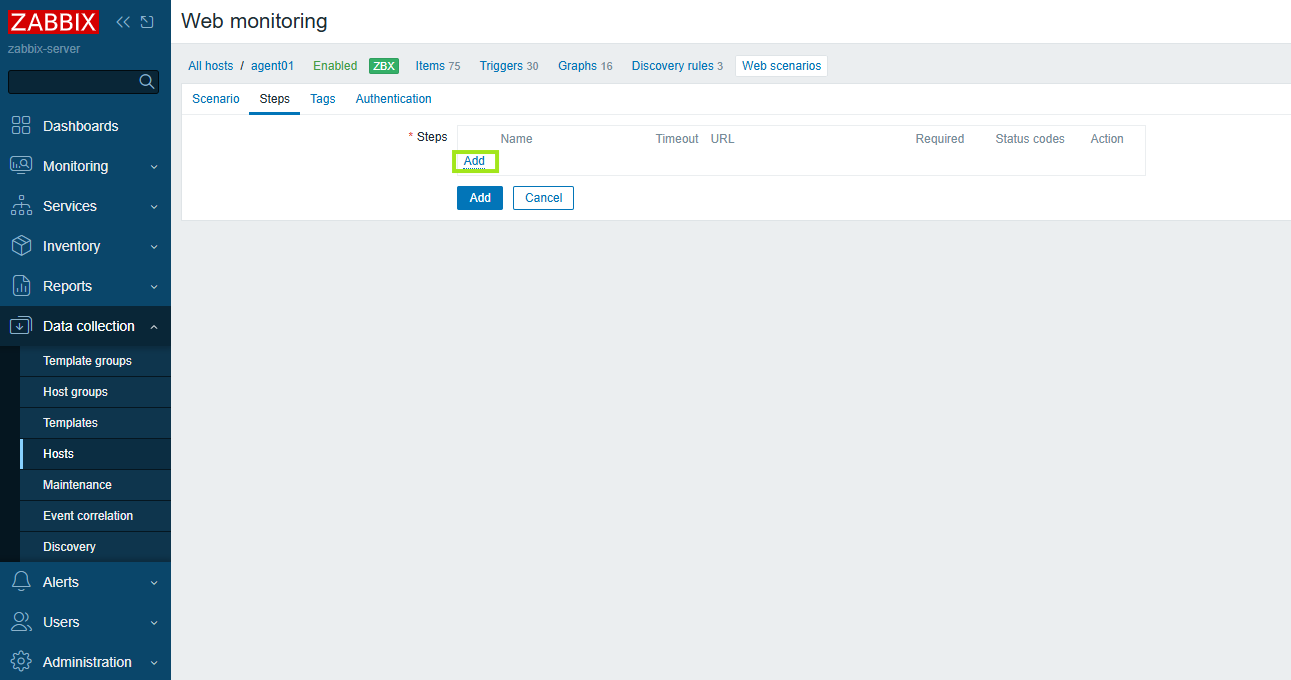 ZABBIX
zabbix-server
Dashboards
Monitoring
Services
Inventory
Reports
Data collection
Template groups
Host groups
Templates
Hosts
Maintenance
Event correlation
Discovery
Alerts
Users
Administration
Web monitoring
All hosts / agent01 Enabled ZBX Items 75 Triggers 30 Graphs 16 Discovery rules 3 Web scenarios
Scenario Steps Tags Authentication
* Steps Name Timeout URL Required Status codes Action
Add
Add Cancel